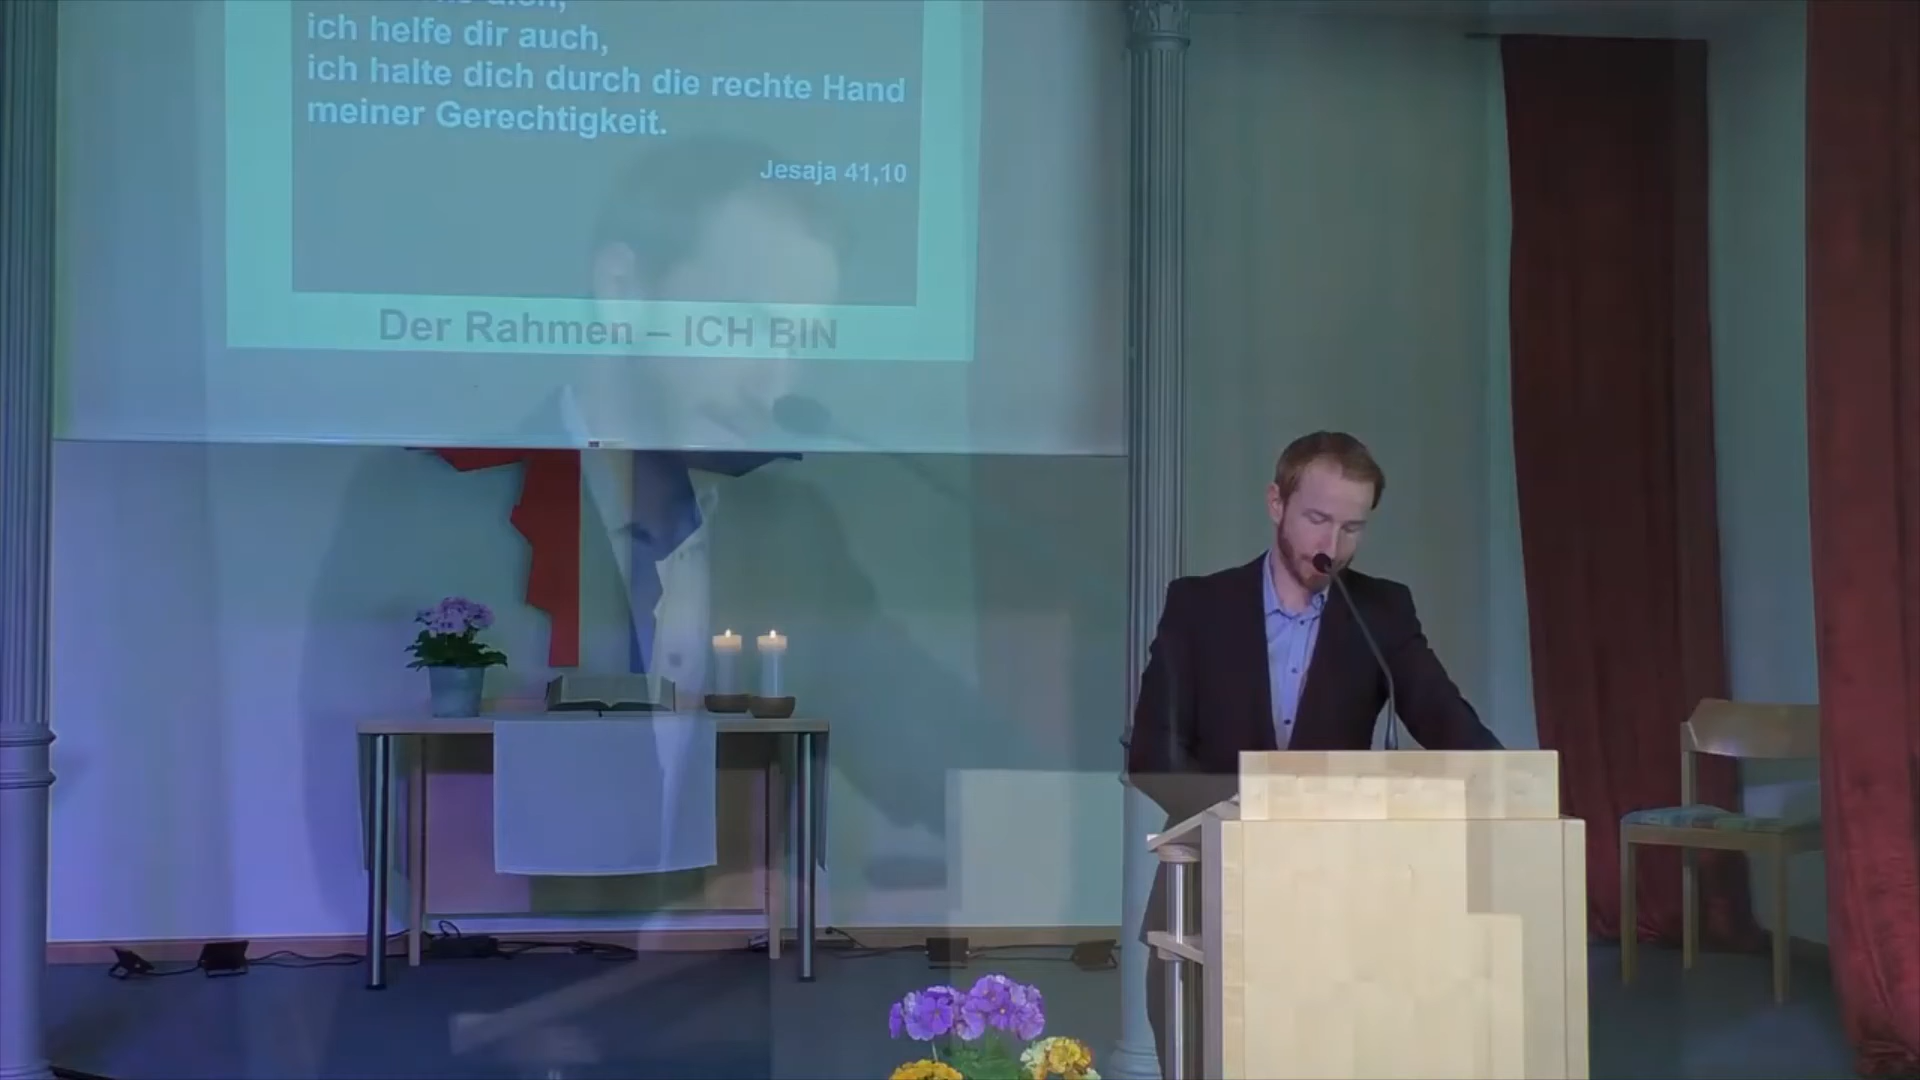 dich,
ich helfe dir auch,
ich halte dich durch die rechte Hand
meiner Gerechtigkeit.
Jesaja 41,10
Der Rahmen – ICH BIN